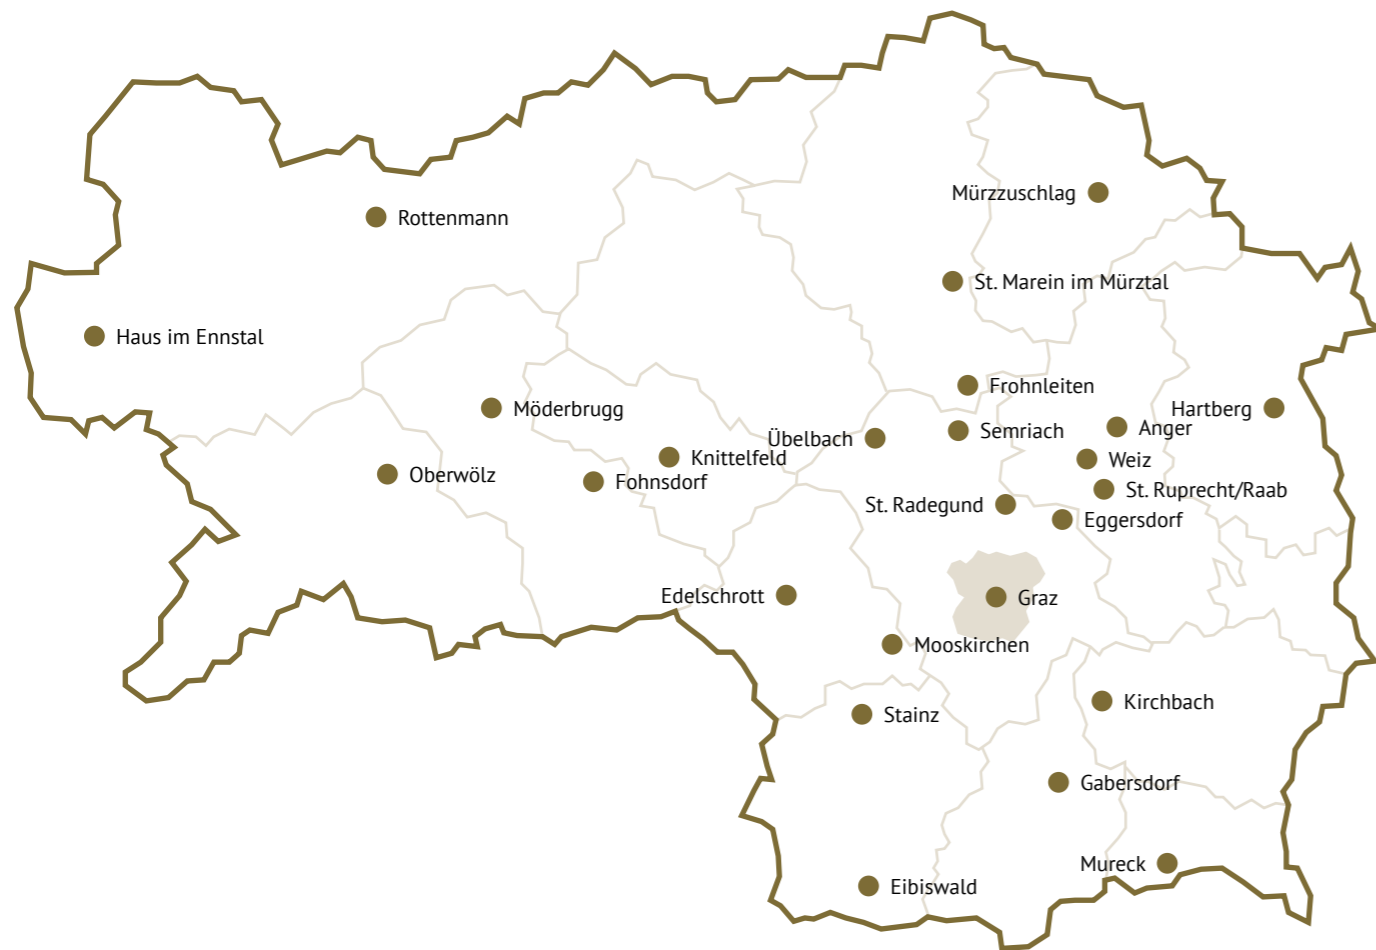 Mürzzuschlag
Rottenmann
St. Marein im Mürztal
Haus im Ennstal
Frohnleiten
Möderbrugg
Hartberg
Anger
Semriach
Übelbach
Knittelfeld
Weiz
Oberwölz
Fohnsdorf
St. Ruprecht/Raab
St. Radegund
Eggersdorf
Edelschrott
Graz
Mooskirchen
Kirchbach
Stainz
Gabersdorf
Mureck
Eibiswald